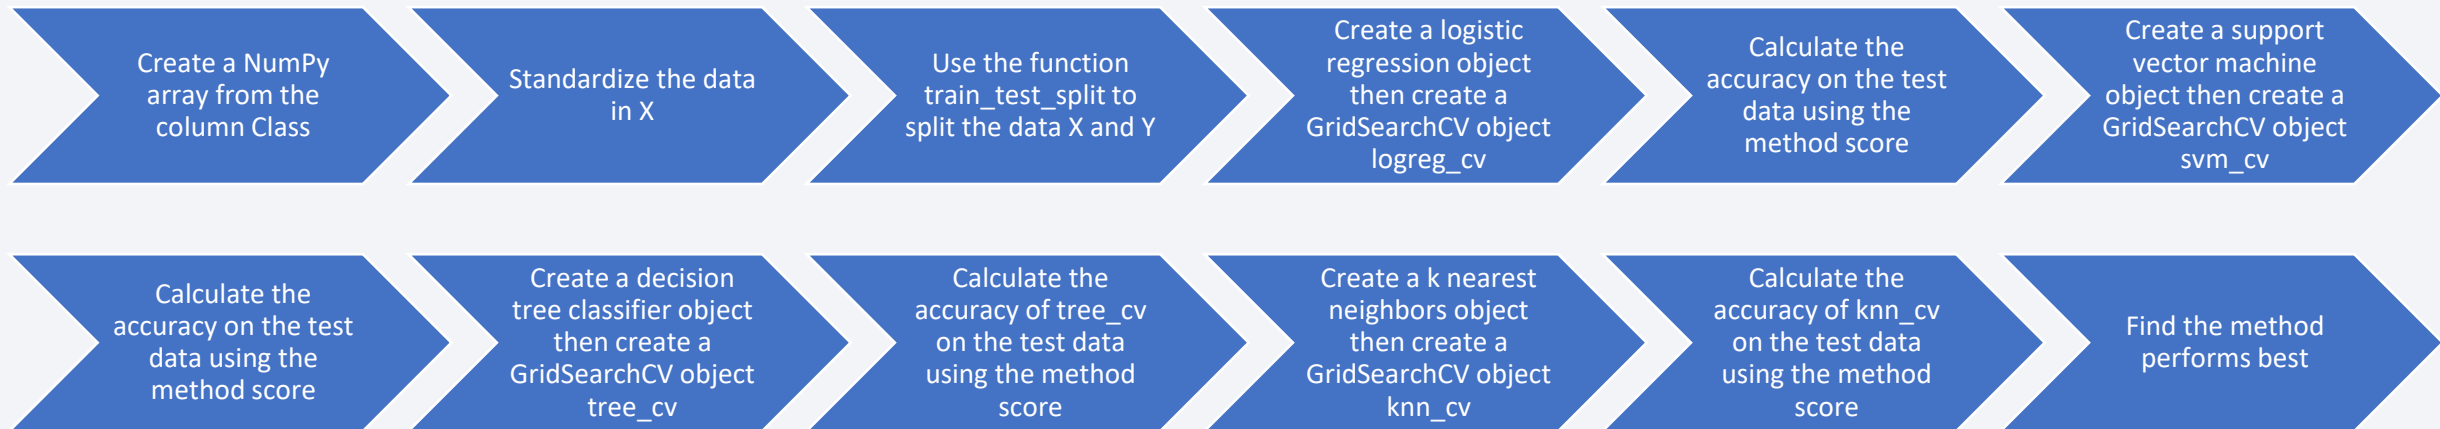 Create a NumPy
array from the
column Class
Standardize the data
in X
Use the function
train_test_split to
split the data X and Y
Create a logistic
regression object
then create a
GridSearchCV object
logreg_cv
Calculate the
accuracy on the test
data using the
method score
Create a support
vector machine
object then create a
GridSearchCV object
svm_cv
Calculate the
accuracy on the test
data using the
method score
Create a decision
tree classifier object
then create a
GridSearchCV object
tree_cv
Calculate the
accuracy of tree_cv
on the test data
using the method
score
Create a k nearest
neighbors object
then create a
GridSearchCV object
knn_cv
Calculate the
accuracy of knn_cv
on the test data
using the method
score
Find the method
performs best